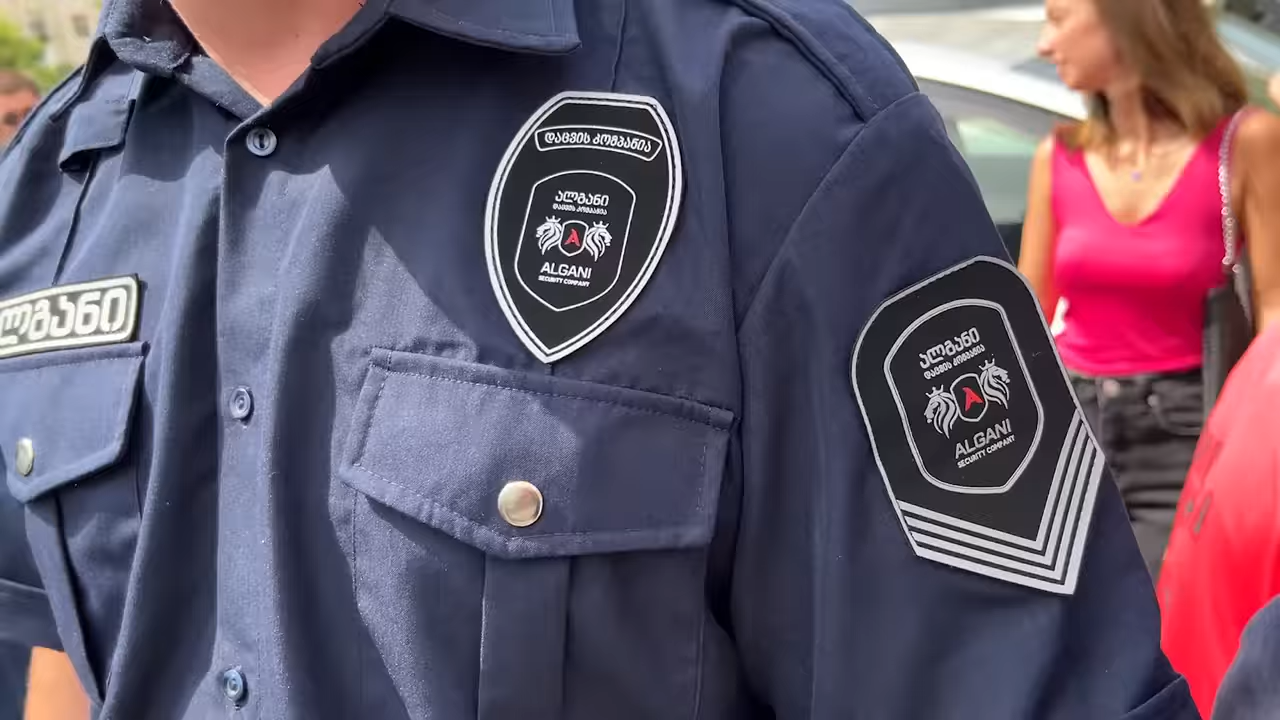 ალგანი
დაცვის კომპანია
ალგანი
დაცვის კომპანია
A
ALGANI
SECURITY COMPANY
ალგანი
დაცვის კომპანია
A
ALGANI
SECURITY COMPANY